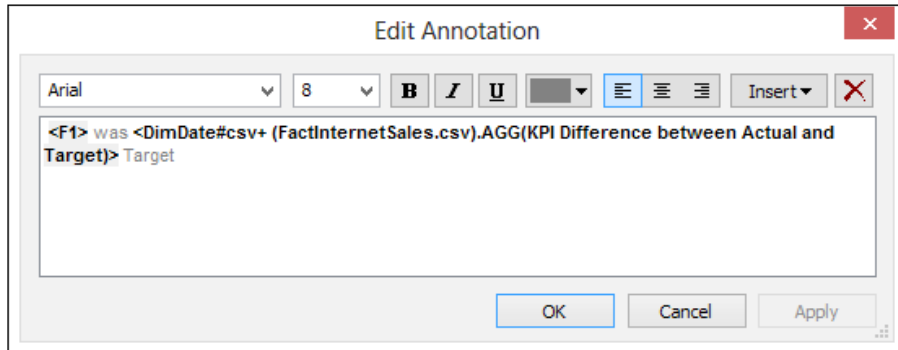 Edit Annotation
Arial 8 B I U Insert
<F1> was <DimDate#csv+ (FactInternetSales.csv).AGG(KPI Difference between Actual and
Target)> Target
OK Cancel Apply